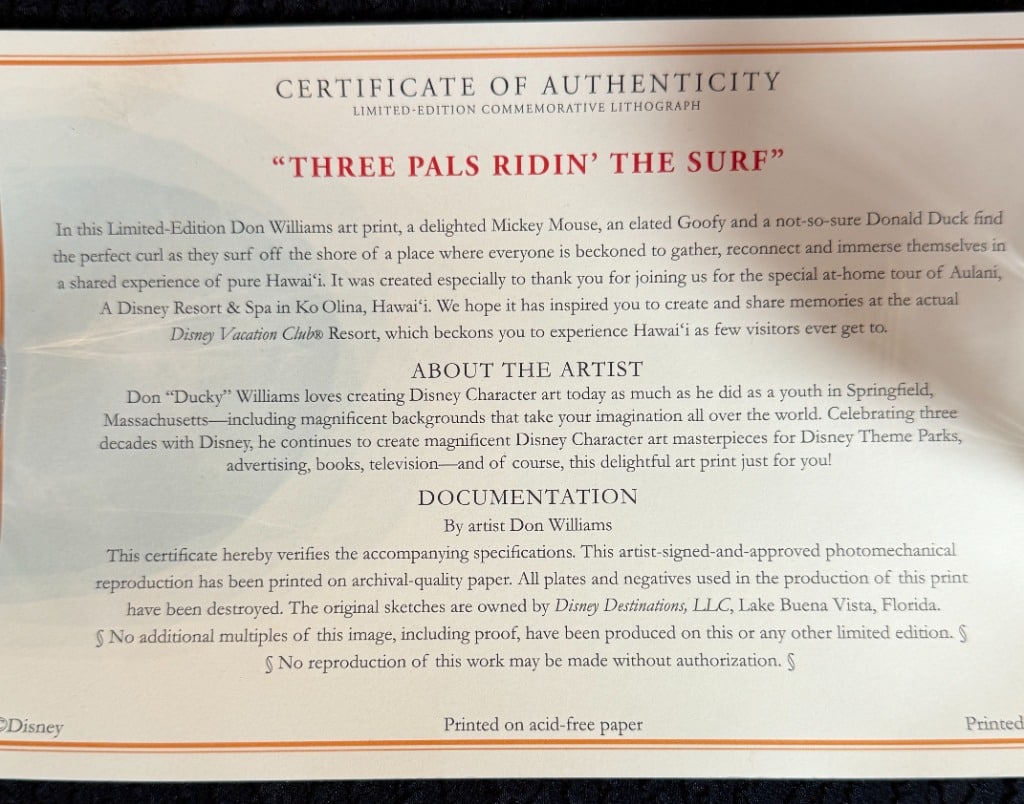 CERTIFICATE OF AUTHENTICITY
LIMITED-EDITION COMMEMORATIVE LITHOGRAPH
“THREE PALS RIDIN’ THE SURF”
In this Limited-Edition Don Williams art print, a delighted Mickey Mouse, an elated Goofy and a not-so-sure Donald Duck find
the perfect curl as they surf off the shore of a place where everyone is beckoned to gather, reconnect and immerse themselves in
a shared experience of pure Hawai‘i. It was created especially to thank you for joining us for the special at-home tour of Aulani,
A Disney Resort & Spa in Ko Olina, Hawai‘i. We hope it has inspired you to create and share memories at the actual
Disney Vacation Club® Resort, which beckons you to experience Hawai‘i as few visitors ever get to.
ABOUT THE ARTIST
Don “Ducky” Williams loves creating Disney Character art today as much as he did as a youth in Springfield,
Massachusetts—including magnificent backgrounds that take your imagination all over the world. Celebrating three
decades with Disney, he continues to create magnificent Disney Character art masterpieces for Disney Theme Parks,
advertising, books, television—and of course, this delightful art print just for you!
DOCUMENTATION
By artist Don Williams
This certificate hereby verifies the accompanying specifications. This artist-signed-and-approved photomechanical
reproduction has been printed on archival-quality paper. All plates and negatives used in the production of this print
have been destroyed. The original sketches are owned by Disney Destinations, LLC, Lake Buena Vista, Florida.
§ No additional multiples of this image, including proof, have been produced on this or any other limited edition. §
§ No reproduction of this work may be made without authorization. §
©Disney Printed on acid-free paper Printed